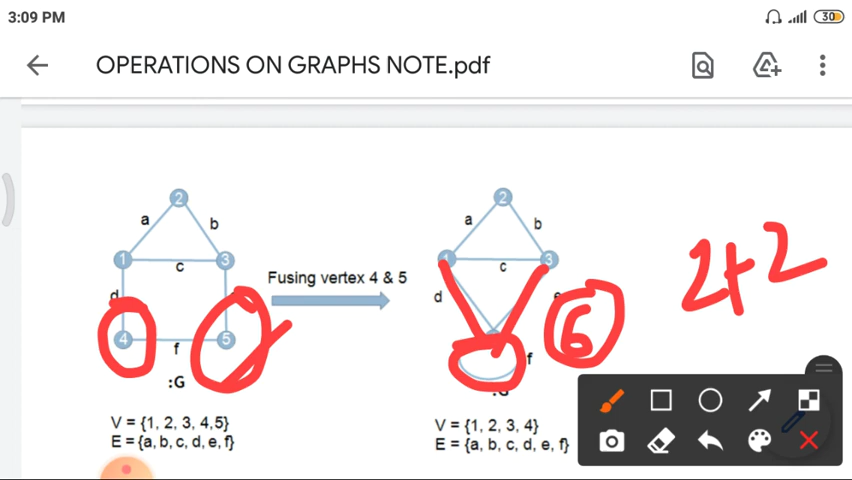 3:09 PM
30
OPERATIONS ON GRAPHS NOTE.pdf
2
a
b
1
c
3
d
4
f
5
:G
V = {1, 2, 3, 4,5}
E = {a, b, c, d, e, f}
Fusing vertex 4 & 5
2
a
b
c
3
d
6
f
V = {1, 2, 3, 4}
E = {a, b, c, d, e, f}
2+2